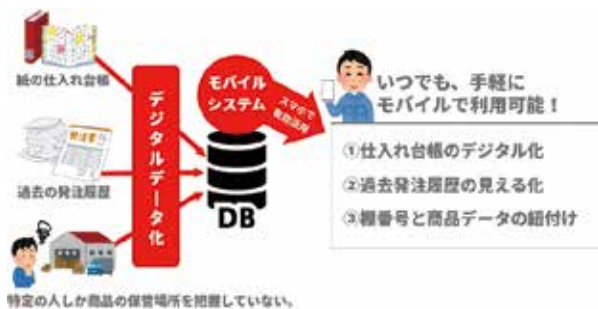 紙の仕入れ台帳
発注書
過去の発注履歴
特定の人しか商品の保管場所を把握していない。
デジタルデータ化
モバイル
システム
DB
スマホで
有効活用
いつでも、手軽に
モバイルで利用可能！
①仕入れ台帳のデジタル化
②過去発注履歴の見える化
③棚番号と商品データの紐付け